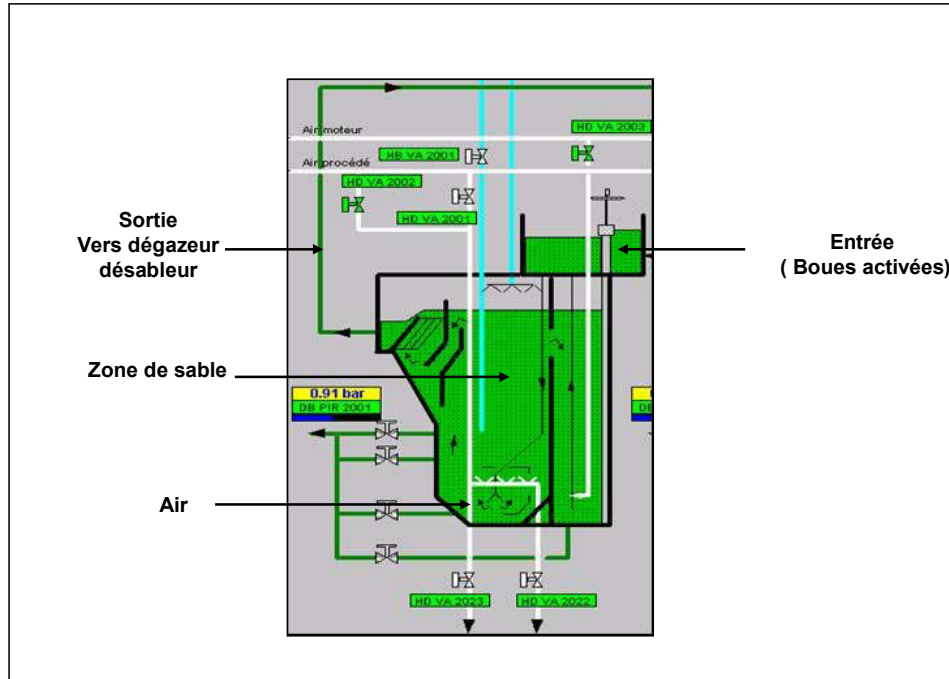 Air moteur
HD VA 2003
Air procédé
HB VA 2001
HD VA 2002
HD VA 2001
Sortie
Vers dégazeur
désableur
Entrée
( Boues activées)
Zone de sable
0.91 bar
DB PIR 2001
DB
Air
HD VA 2023
HD VA 2022